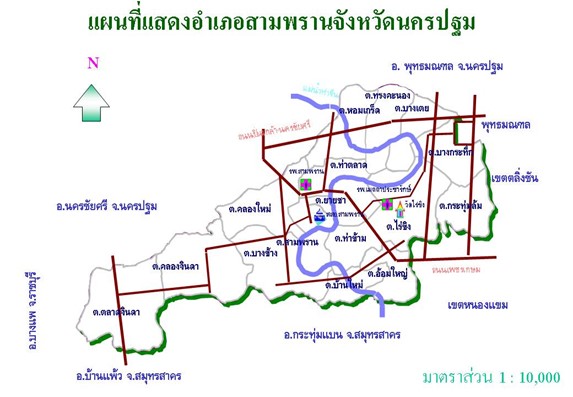 แผนที่แสดงอำเภอสามพรานจังหวัดนครปฐม
N
อ. พุทธมณฑล จ.นครปฐม
แม่น้ำท่าจีน
ต.ทรงคะนอง
ต.หอมเกร็ด
ต.บางเตย
พุทธมณฑล
ถนนปิ่นเกล้า-นครชัยศรี
ต.บางกระทึก
ต.ท่าตลาด
เขตตลิ่งชัน
รพ.สามพราน
รพ.เมตตาประชารักษ์
ต.ยายชา
วัดไร่ขิง
ต.กระทุ่มล้ม
อ.นครชัยศรี จ.นครปฐม
ต.คลองใหม่
ต.ไร่ขิง
ต.สามพราน
ต.ท่าข้าม
ต.บางช้าง
ต.คลองจินดา
ต.อ้อมใหญ่
ถนนเพชรเกษม
ต.บ้านใหม่
อ.บางแพ จ.ราชบุรี
ต.ตลาดจินดา
เขตหนองแขม
อ.กระทุ่มแบน จ.สมุทรสาคร
อ.บ้านแพ้ว จ.สมุทรสาคร
มาตราส่วน 1 : 10,000